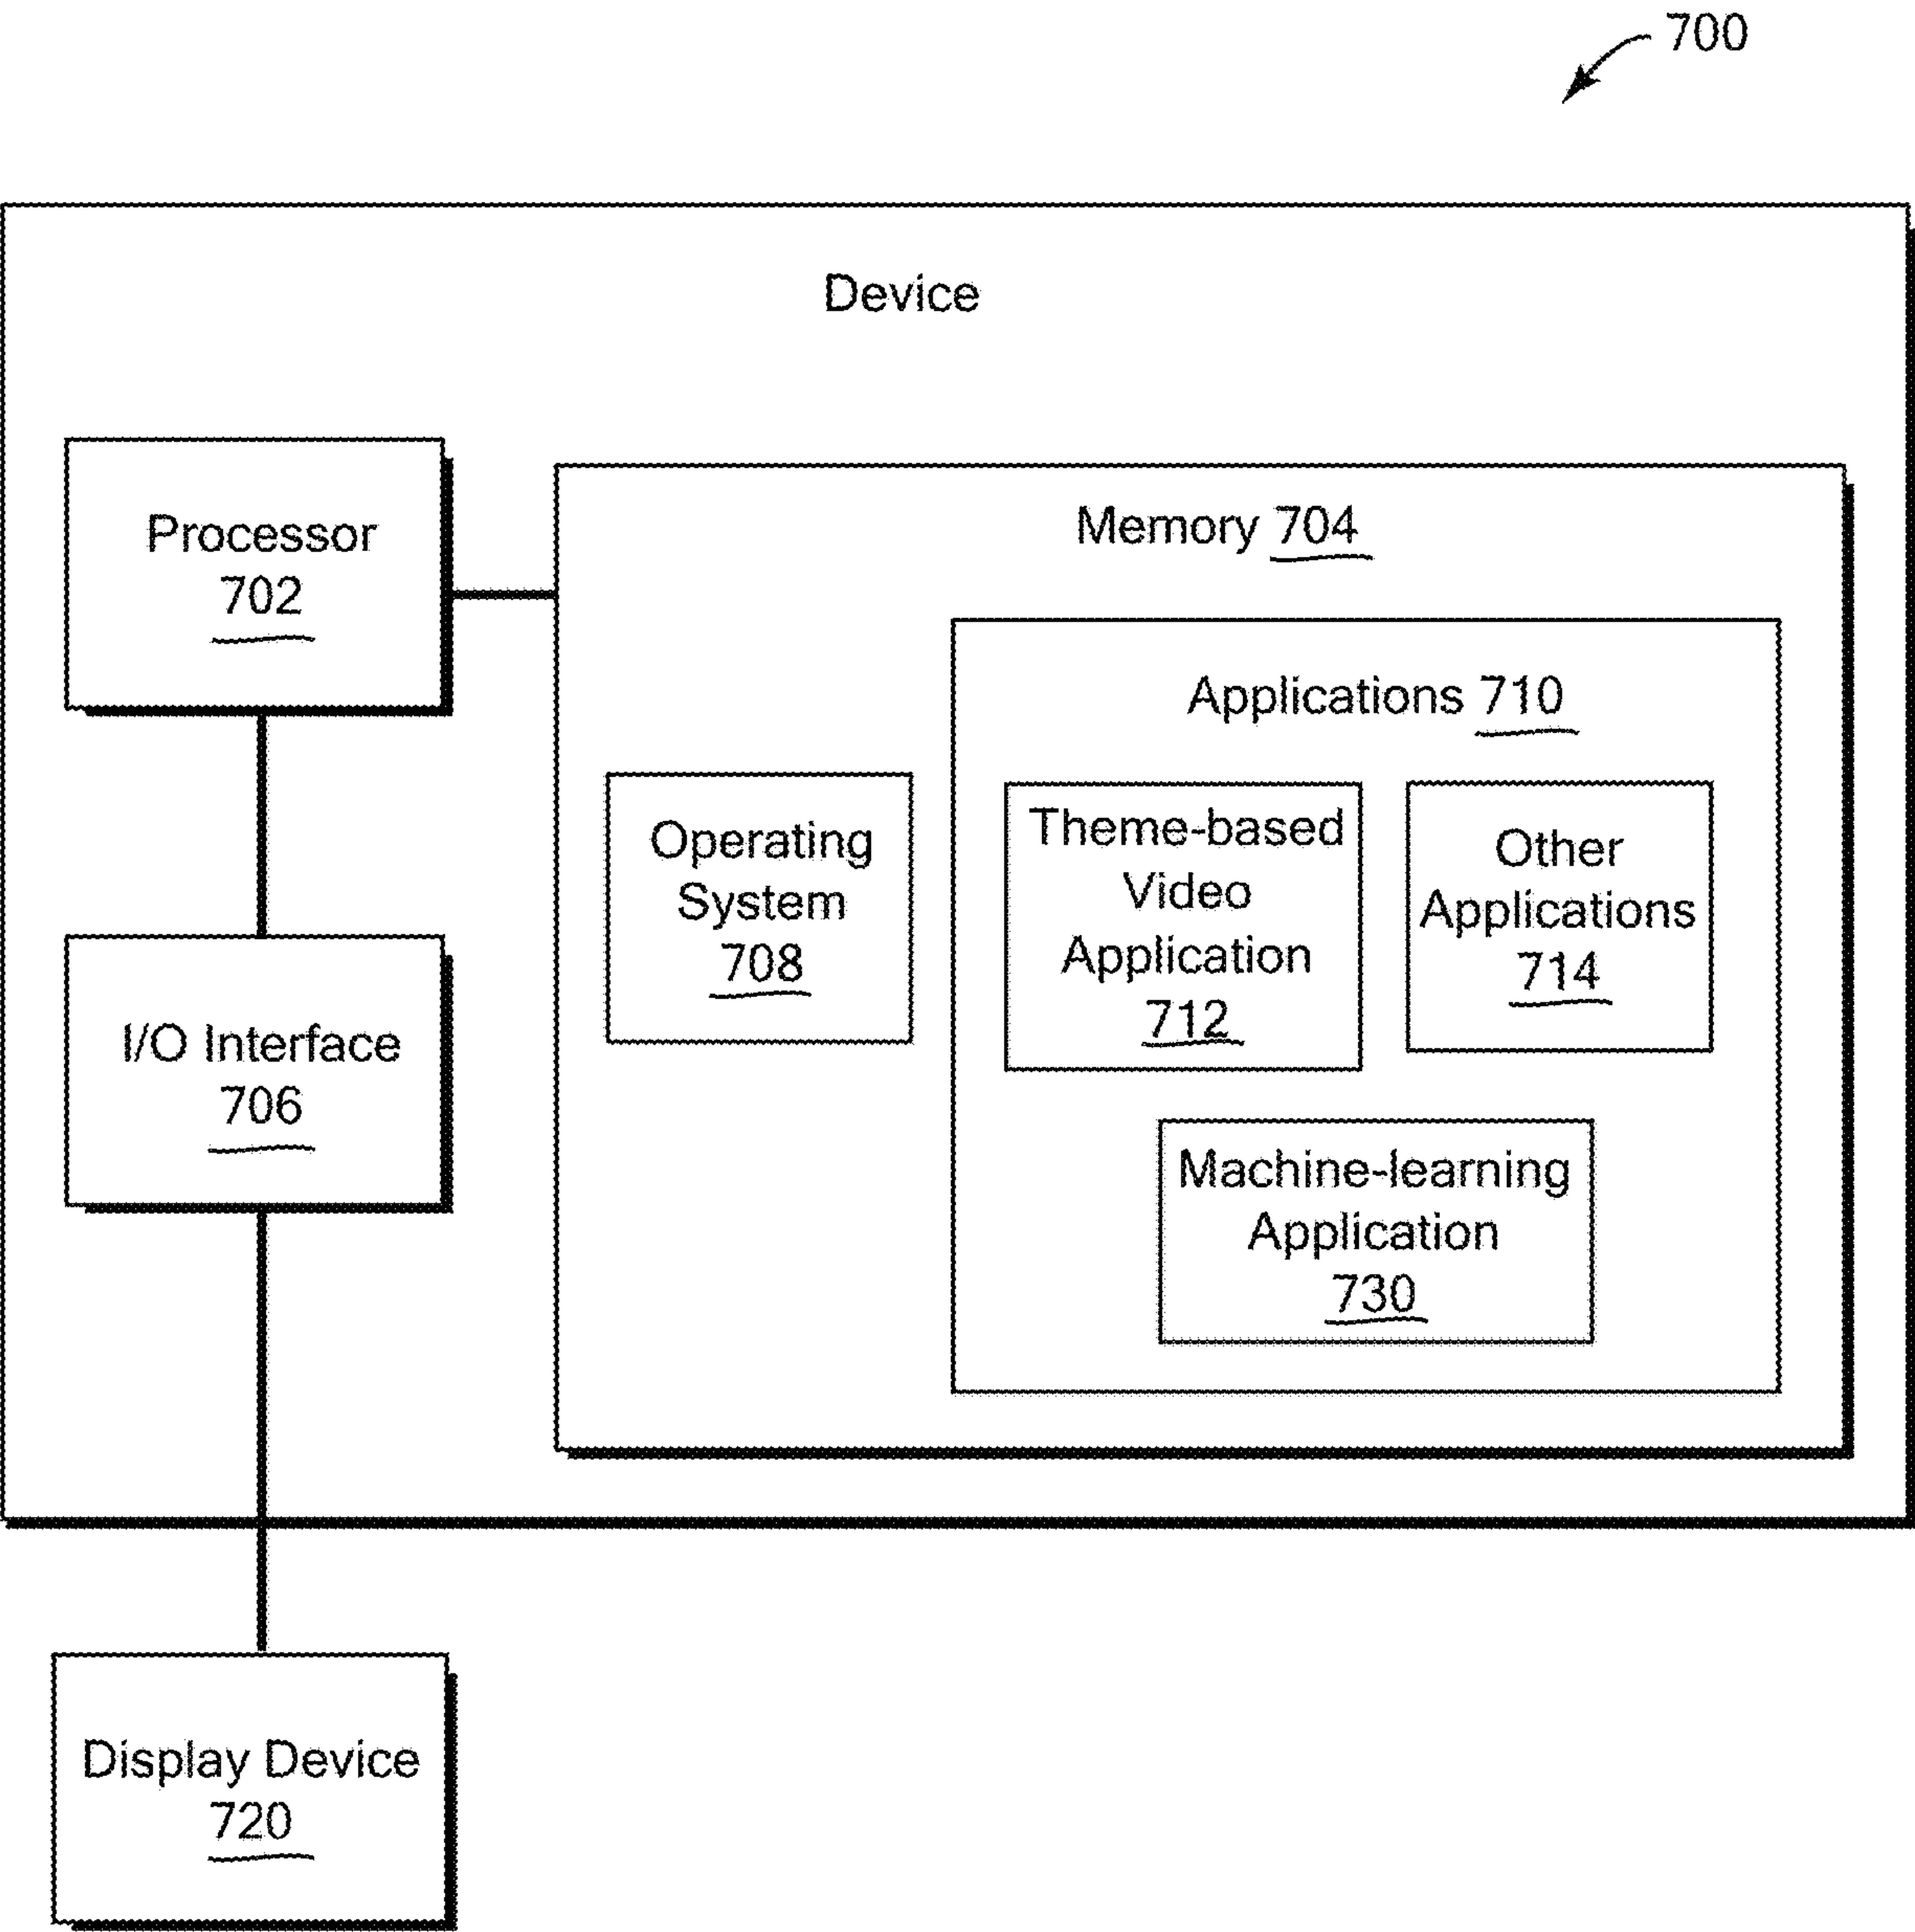 700
Device
Processor
702
Memory 704
Applications 710
Operating
System
708
Theme-based
Video
Application
712
Other
Applications
714
I/O Interface
706
Machine-learning
Application
730
Display Device
720